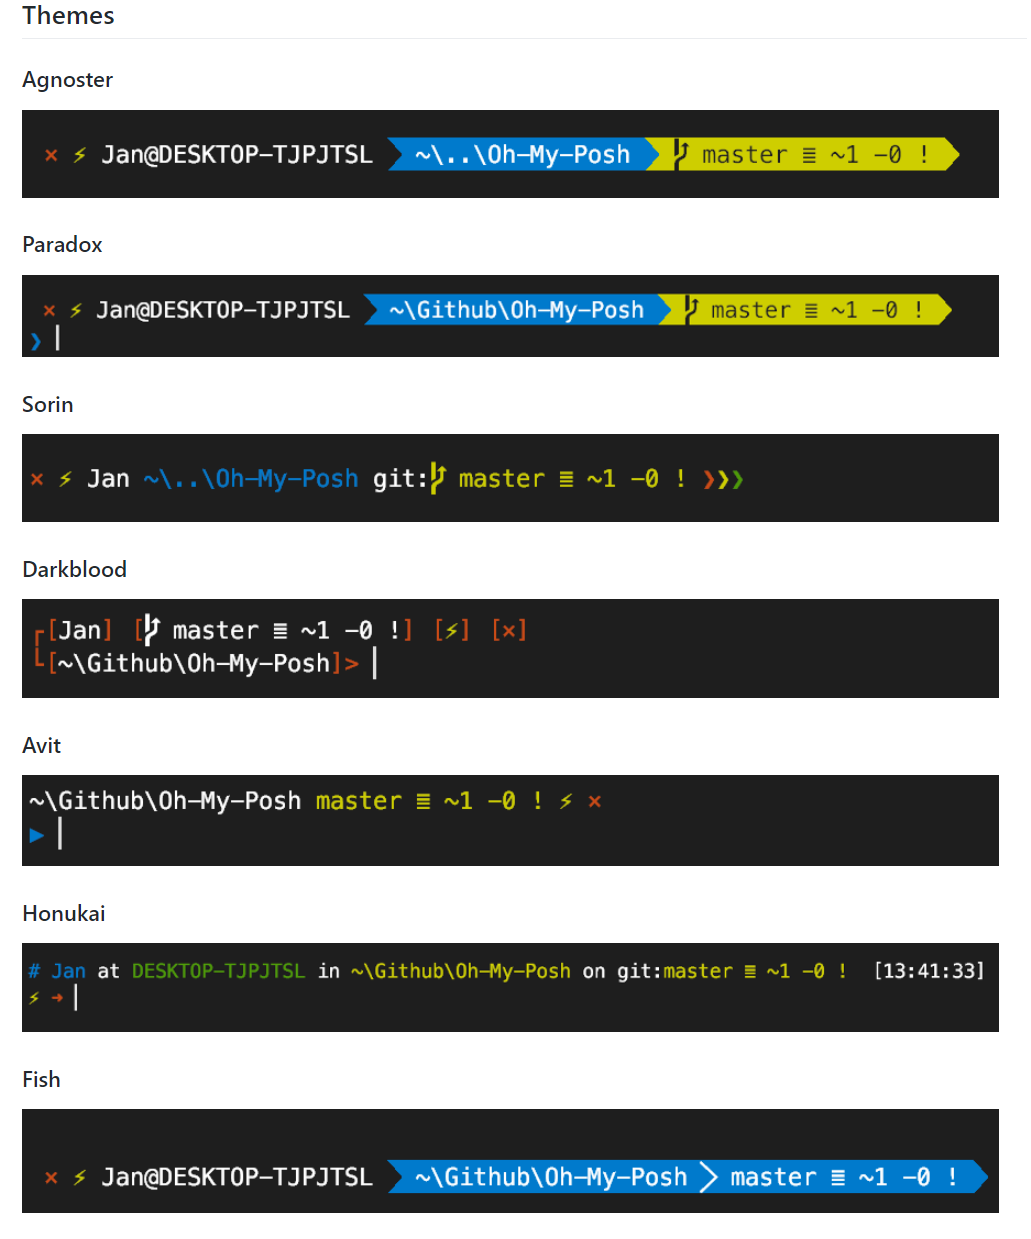 Themes
Agnoster
× ⚡ Jan@DESKTOP-TJPJTSL ~\..\Oh-My-Posh master ≣ ~1 -0 !
Paradox
× ⚡ Jan@DESKTOP-TJPJTSL ~\Github\Oh-My-Posh master ≣ ~1 -0 !
❯
Sorin
× ⚡ Jan ~\..\Oh-My-Posh git: master ≣ ~1 -0 ! ❯❯❯
Darkblood
┌[Jan] [ master ≣ ~1 -0 !] [⚡] [×]
└[~\Github\Oh-My-Posh]>
Avit
~\Github\Oh-My-Posh master ≣ ~1 -0 ! ⚡ ×
►
Honukai
# Jan at DESKTOP-TJPJTSL in ~\Github\Oh-My-Posh on git:master ≣ ~1 -0 ! [13:41:33]
⚡ ➜
Fish
× ⚡ Jan@DESKTOP-TJPJTSL ~\Github\Oh-My-Posh master ≣ ~1 -0 !